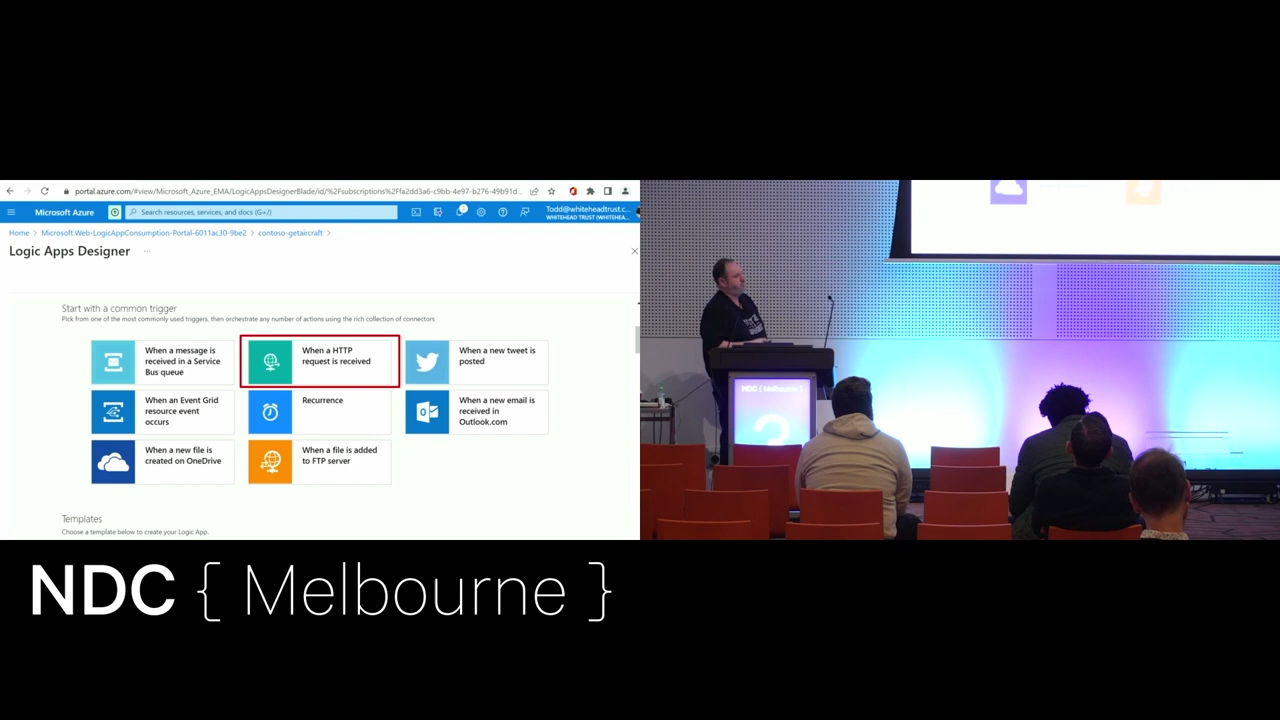 portal.azure.com/#view/Microsoft_Azure_EMA/LogicAppsDesignerBlade/id/%2Fsubscriptions%2Ffa2dd3a6-c9bb-4e97-b276-49b91d...
Microsoft Azure
Search resources, services, and docs (G+/)
1
Todd@whiteheadtrust.c...
WHITEHEAD TRUST (WHITEHEA...
Home > Microsoft.Web-LogicAppConsumption-Portal-6011ac30-9be2 > contoso-getaircraft >
Logic Apps Designer ...
Start with a common trigger
Pick from one of the most commonly used triggers, then orchestrate any number of actions using the rich collection of connectors
When a message is
received in a Service
Bus queue
When a HTTP
request is received
When a new tweet is
posted
When an Event Grid
resource event
occurs
Recurrence
When a new email is
received in
Outlook.com
When a new file is
created on OneDrive
When a file is added
to FTP server
Templates
Choose a template below to create your Logic App.
NDC { Melbourne }
NDC { Melbourne }